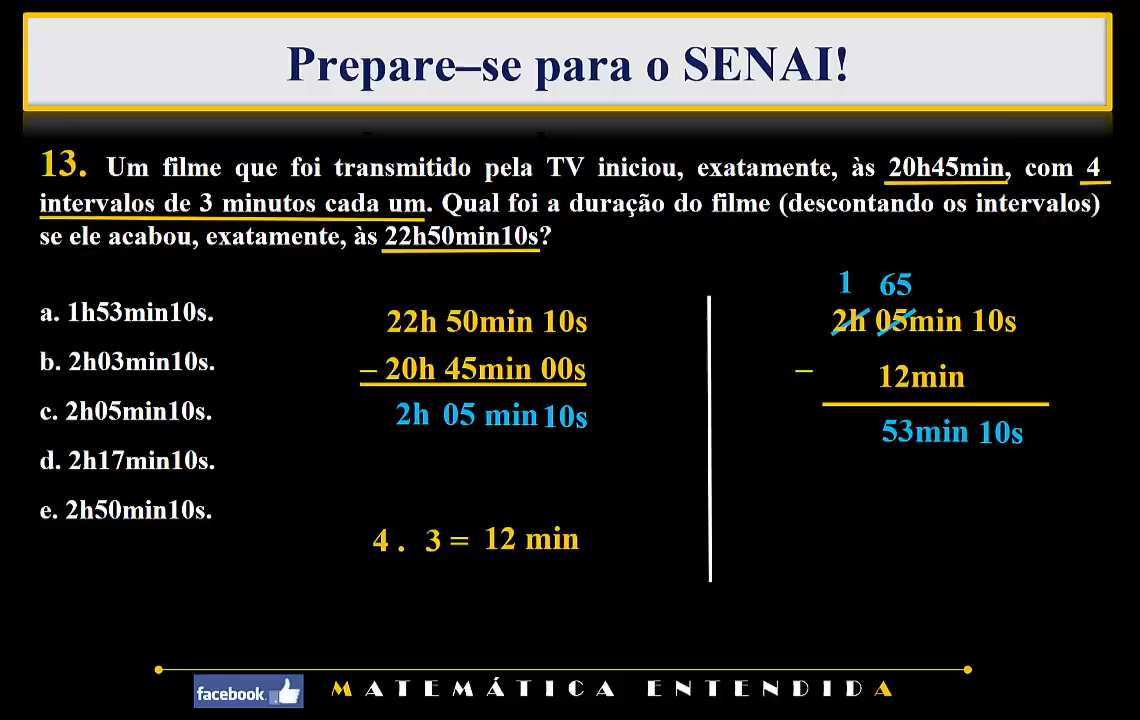 Prepare–se para o SENAI!
13. Um filme que foi transmitido pela TV iniciou, exatamente, às 20h45min, com 4
intervalos de 3 minutos cada um. Qual foi a duração do filme (descontando os intervalos)
se ele acabou, exatamente, às 22h50min10s?
a. 1h53min10s.
b. 2h03min10s.
c. 2h05min10s.
d. 2h17min10s.
e. 2h50min10s.
22h 50min 10s
– 20h 45min 00s
2h 05 min 10s
4 . 3 = 12 min
1 65
2h 05min 10s
– 12min
53min 10s
facebook.
MATEMÁTICA ENTENDIDA